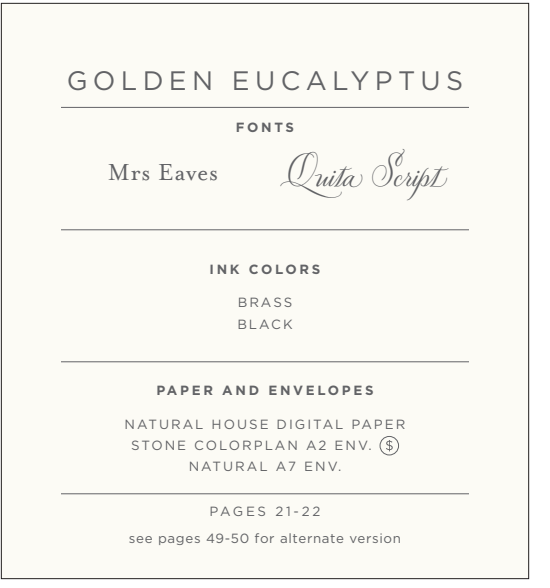 GOLDEN EUCALYPTUS
FONTS
Mrs Eaves Quita Script
INK COLORS
BRASS
BLACK
PAPER AND ENVELOPES
NATURAL HOUSE DIGITAL PAPER
STONE COLORPLAN A2 ENV. $
NATURAL A7 ENV.
PAGES 21-22
see pages 49-50 for alternate version